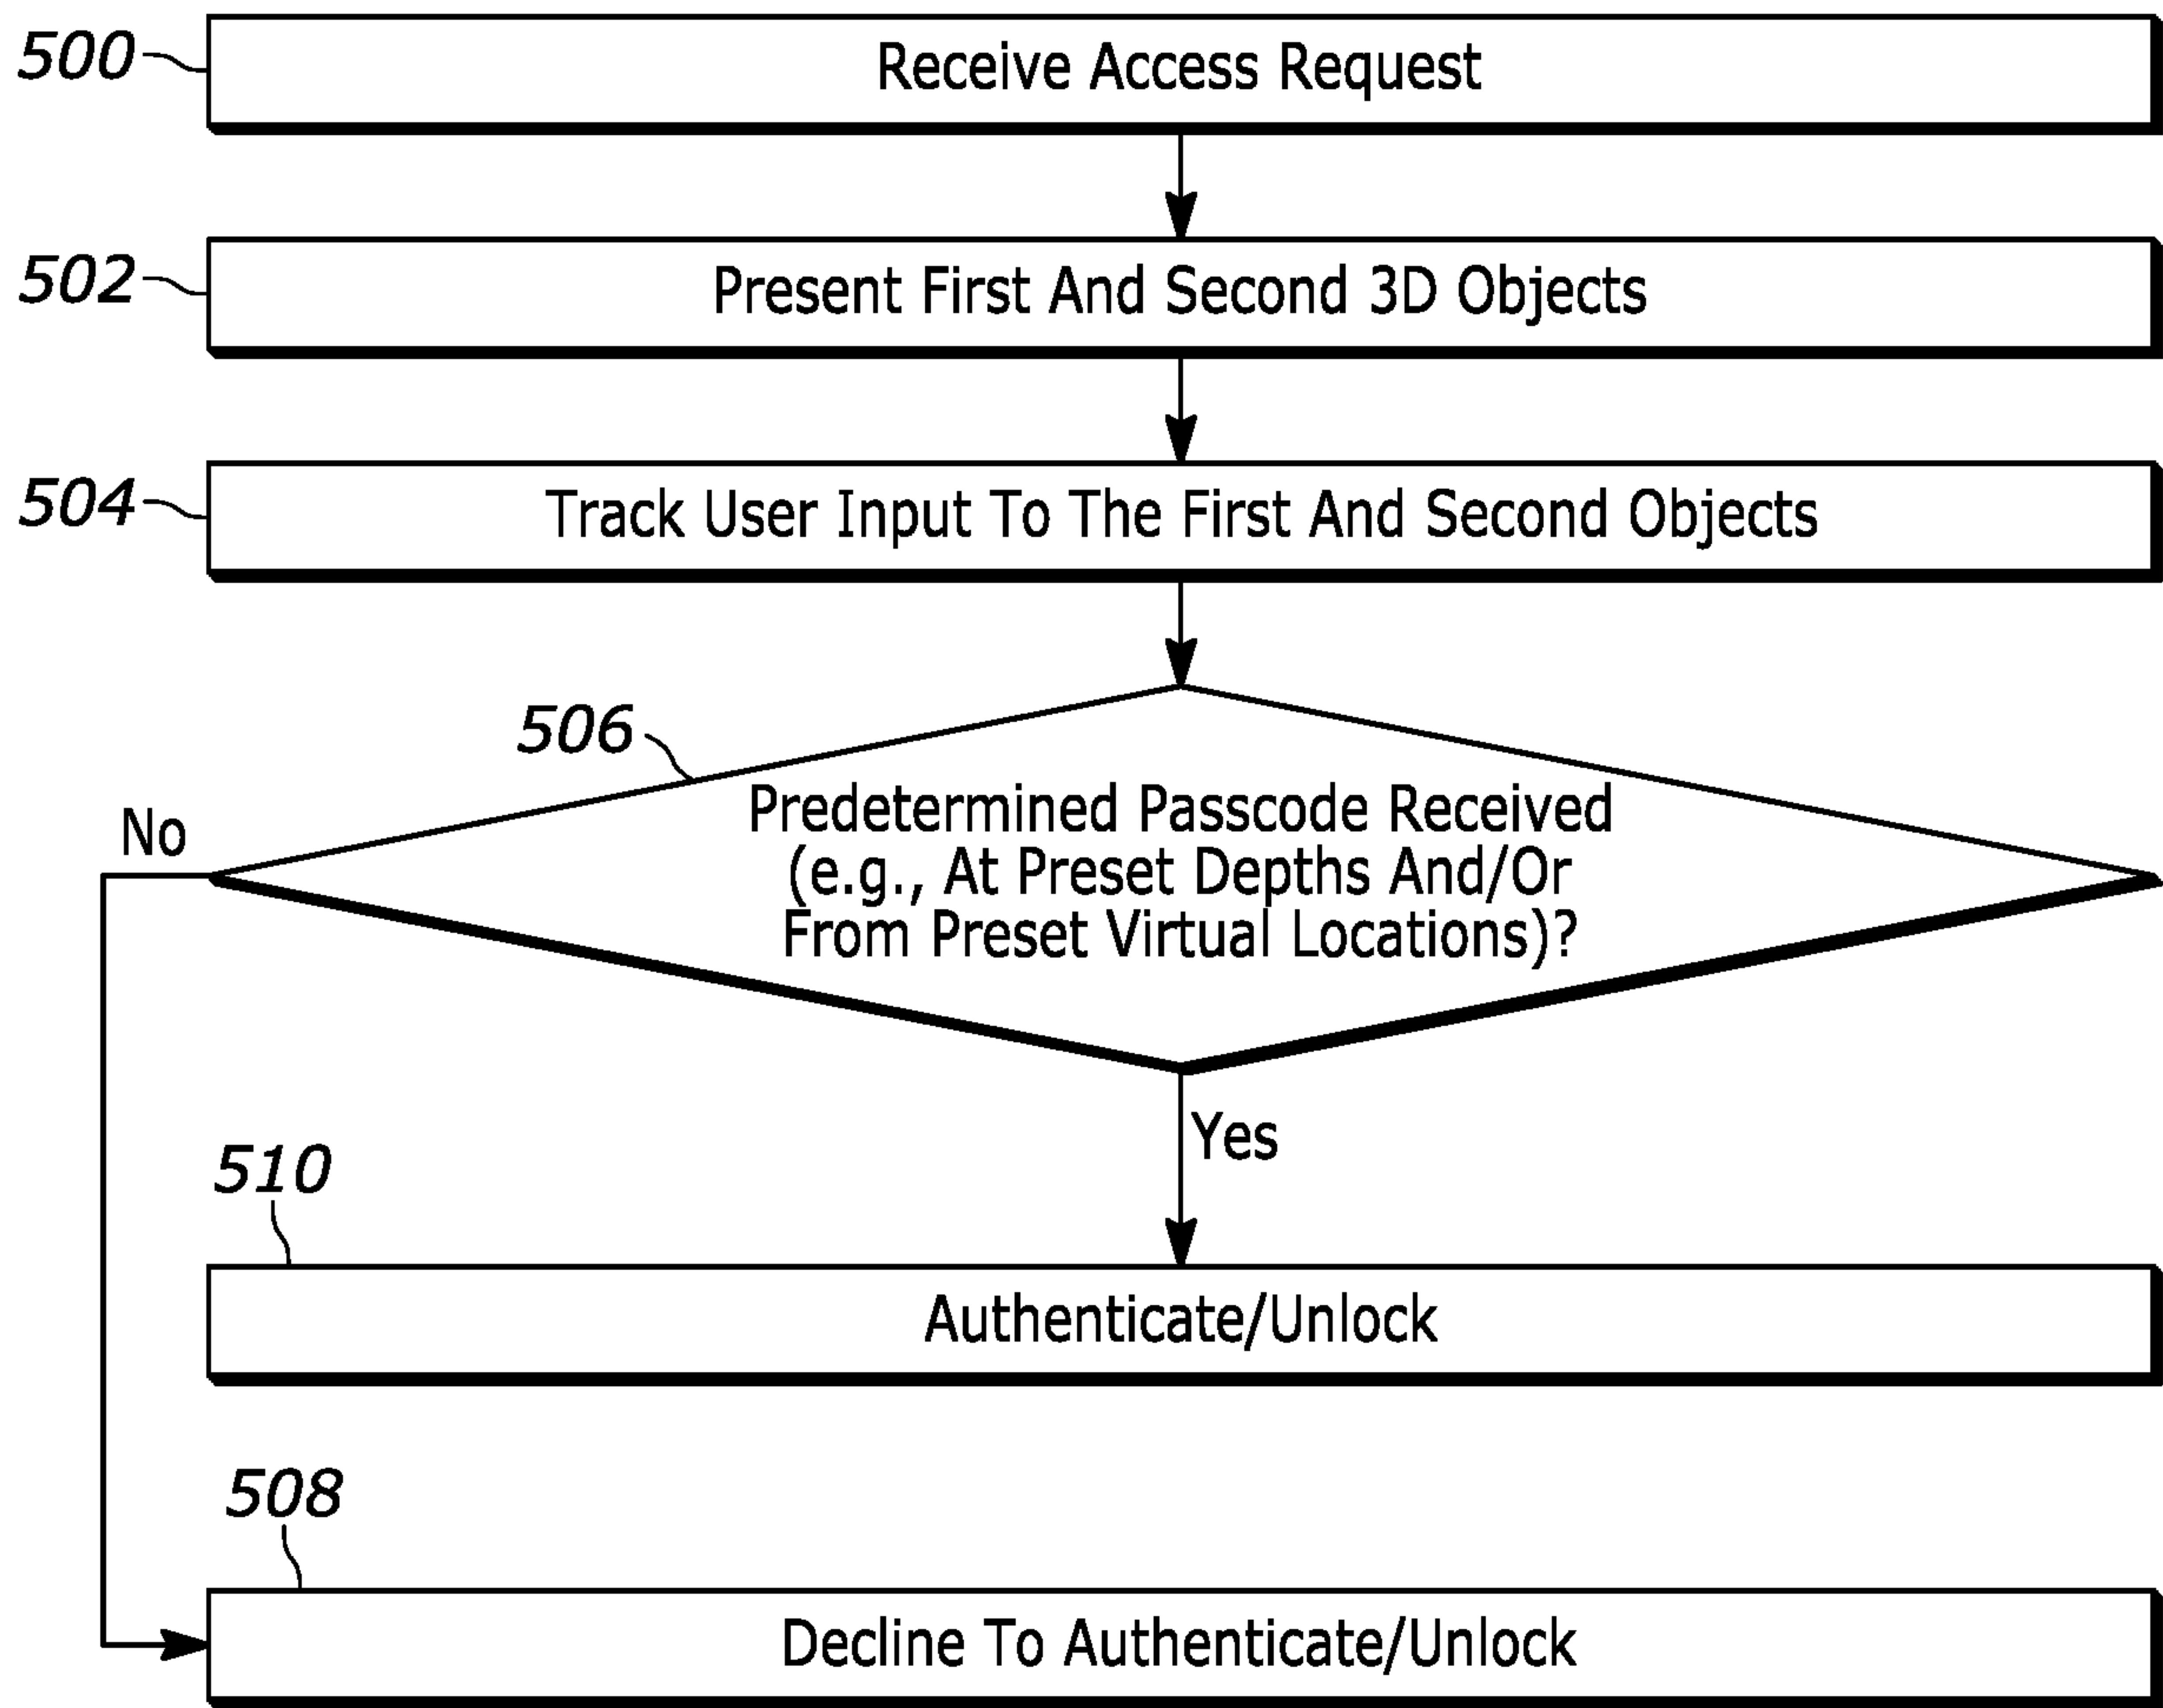 500
Receive Access Request
502
Present First And Second 3D Objects
504
Track User Input To The First And Second Objects
506
No
Predetermined Passcode Received
(e.g., At Preset Depths And/Or
From Preset Virtual Locations)?
Yes
510
Authenticate/Unlock
508
Decline To Authenticate/Unlock